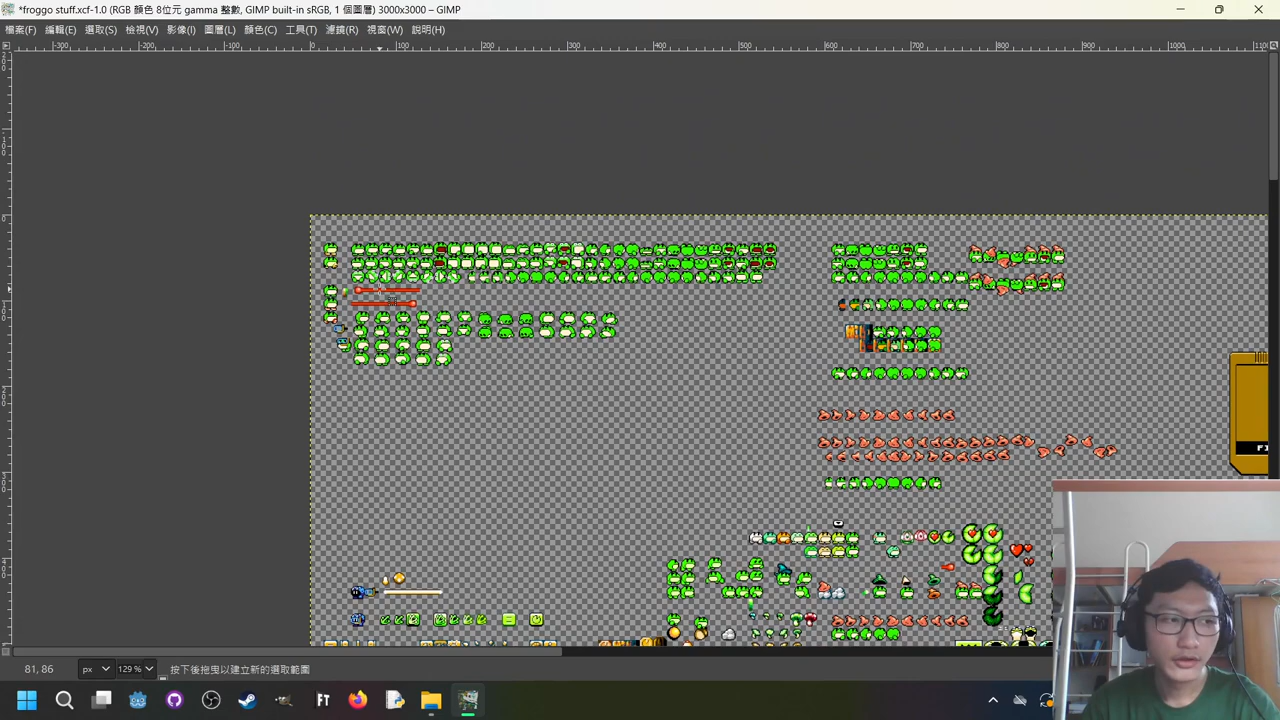 *froggo stuff.xcf-1.0 (RGB 顏色 8位元 gamma 整數, GIMP built-in sRGB, 1 個圖層) 3000x3000 – GIMP
檔案(F) 編輯(E) 選取(S) 檢視(V) 影像(I) 圖層(L) 顏色(C) 工具(T) 濾鏡(R) 視窗(W) 說明(H)
-300 -200 -100 0 100 200 300 400 500 600 700 800 900 1000
81, 86 px 129 % 按下後拖曳以建立新的選取範圍
FT